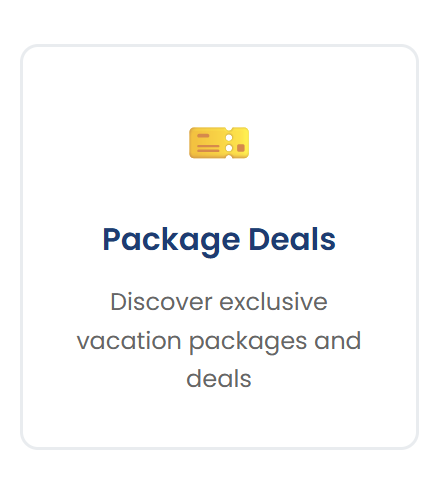 Package Deals
Discover exclusive
vacation packages and
deals